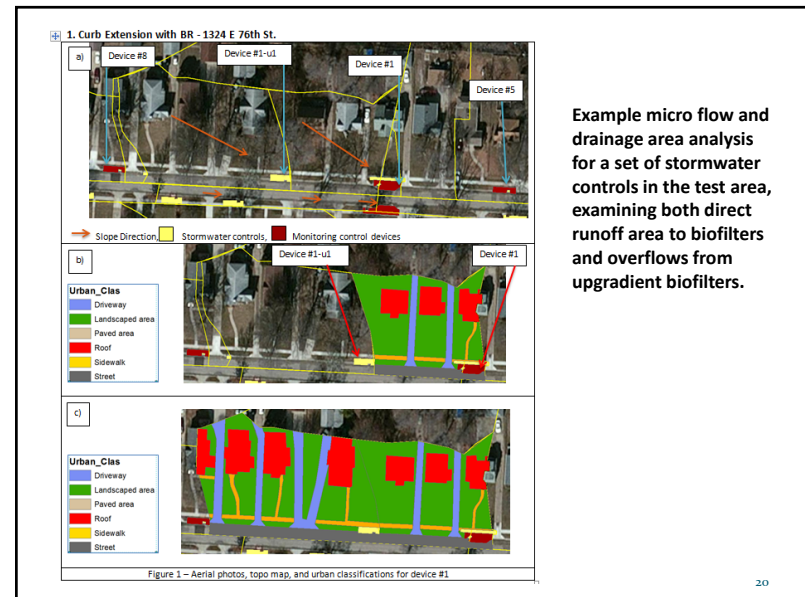 1. Curb Extension with BR - 1324 E 76th St.
a)
Device #8
Device #1-u1
Device #1
Device #5
Slope Direction, Stormwater controls, Monitoring control devices
b)
Device #1-u1
Device #1
Urban_Clas
Driveway
Landscaped area
Paved area
Roof
Sidewalk
Street
c)
Urban_Clas
Driveway
Landscaped area
Paved area
Roof
Sidewalk
Street
Figure 1 – Aerial photos, topo map, and urban classifications for device #1
Example micro flow and
drainage area analysis
for a set of stormwater
controls in the test area,
examining both direct
runoff area to biofilters
and overflows from
upgradient biofilters.
20